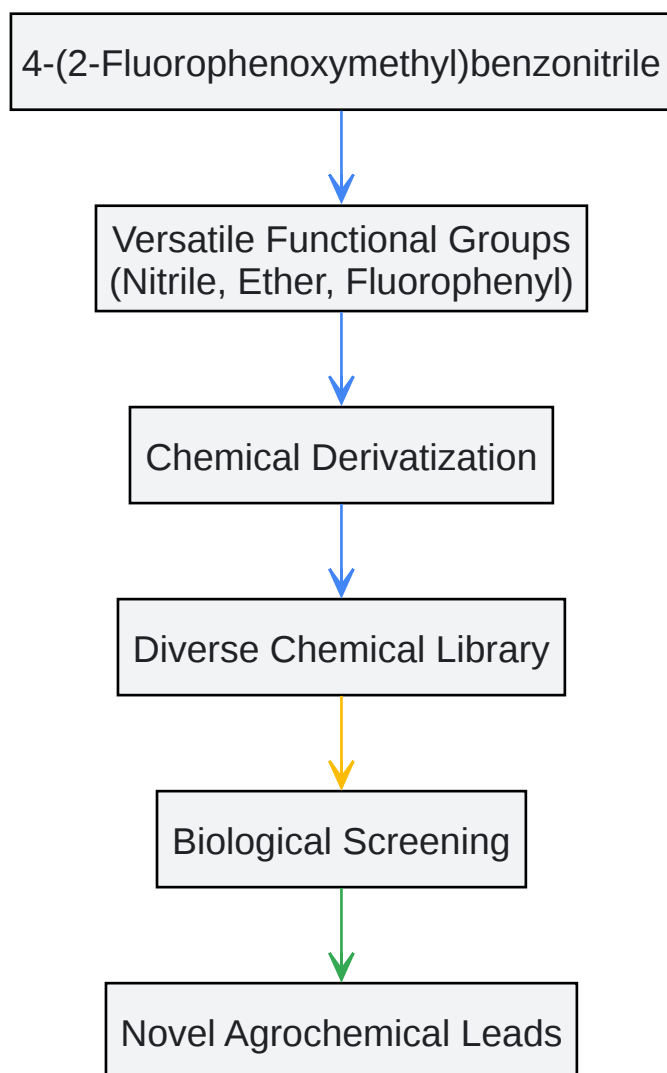 4-(2-Fluorophenoxymethyl)benzonitrile
Versatile Functional Groups
(Nitrile, Ether, Fluorophenyl)
Chemical Derivatization
Diverse Chemical Library
Biological Screening
Novel Agrochemical Leads